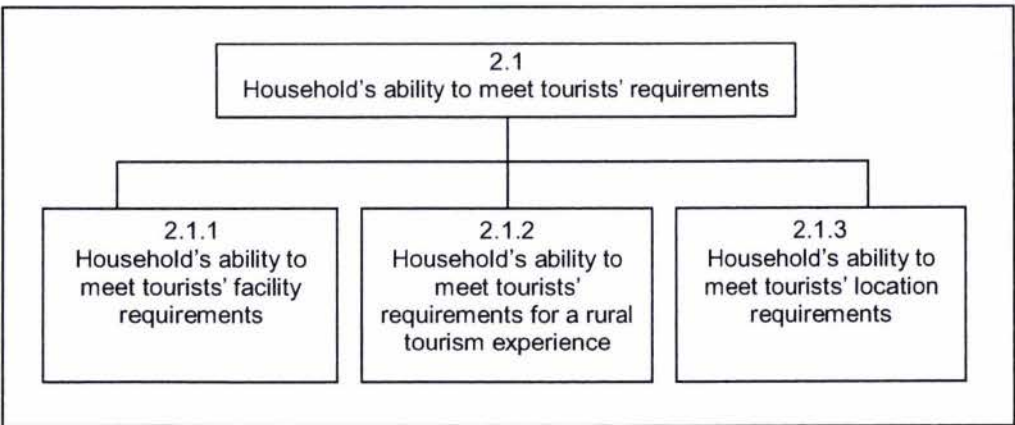 2.1
Household's ability to meet tourists' requirements
2.1.1
Household's ability to
meet tourists' facility
requirements
2.1.2
Household's ability to
meet tourists'
requirements for a rural
tourism experience
2.1.3
Household's ability to
meet tourists' location
requirements